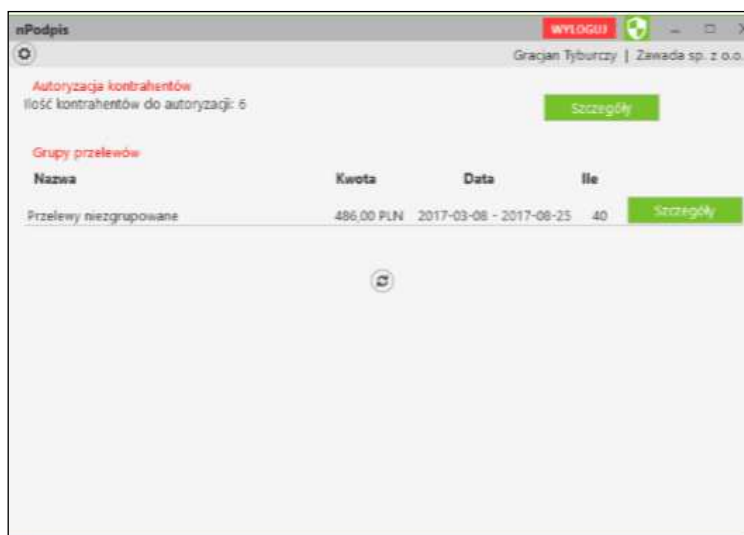 nPodpis WYLOGUJ
Gracjan Tyburczy | Zawada sp. z o.o.
Autoryzacja kontrahentów
Ilość kontrahentów do autoryzacji: 6 Szczegóły
Grupy przelewów
Nazwa Kwota Data Ile
Przelewy niezgrupowane 486,00 PLN 2017-03-08 - 2017-08-25 40 Szczegóły